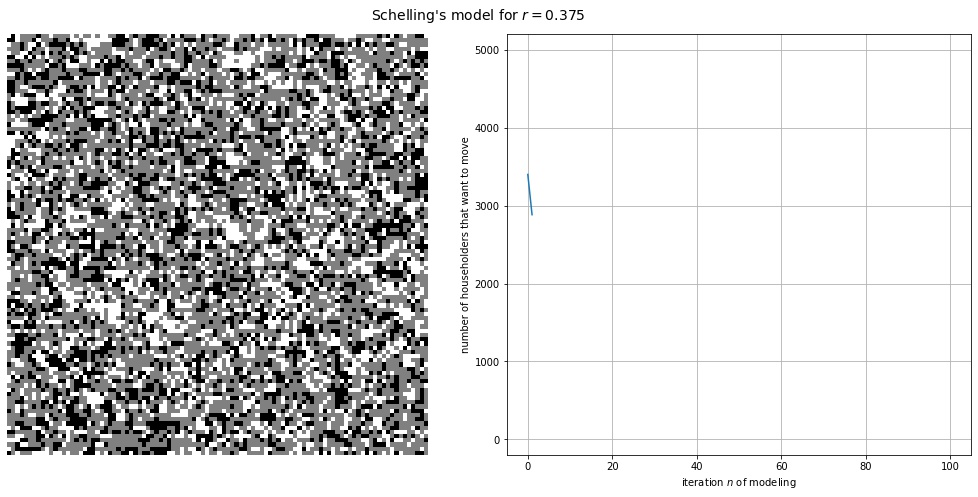 Schelling's model for r = 0.375
number of householders that want to move
5000
4000
3000
2000
1000
0
0 20 40 60 80 100
iteration n of modeling